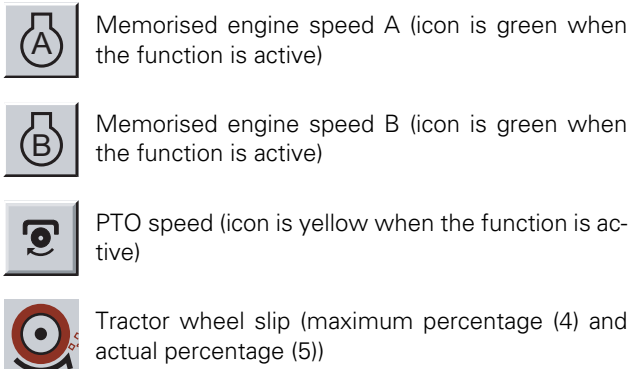 A
Memorised engine speed A (icon is green when
the function is active)
B
Memorised engine speed B (icon is green when
the function is active)
PTO speed (icon is yellow when the function is ac-
tive)
Tractor wheel slip (maximum percentage (4) and
actual percentage (5))